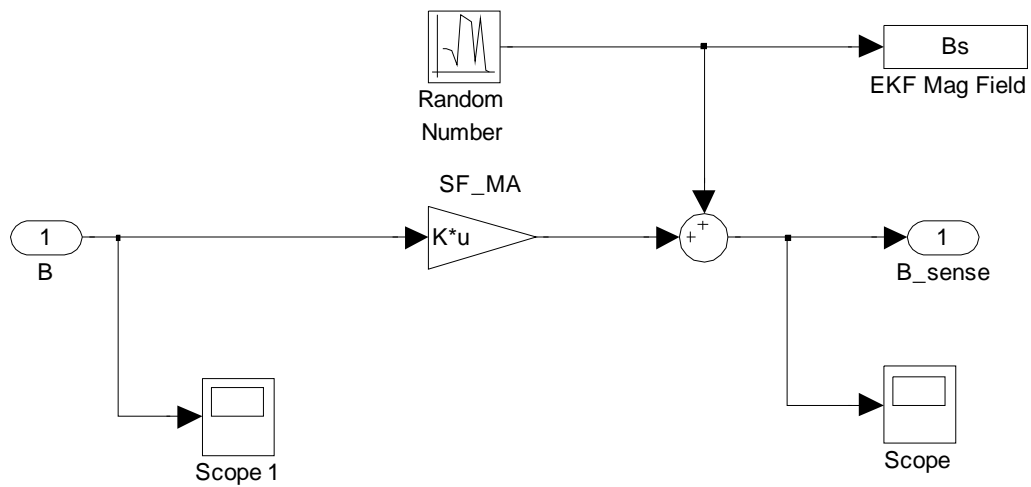 Bs
EKF Mag Field
Random
Number
SF_MA
1
B
K*u
++
1
B_sense
Scope 1
Scope